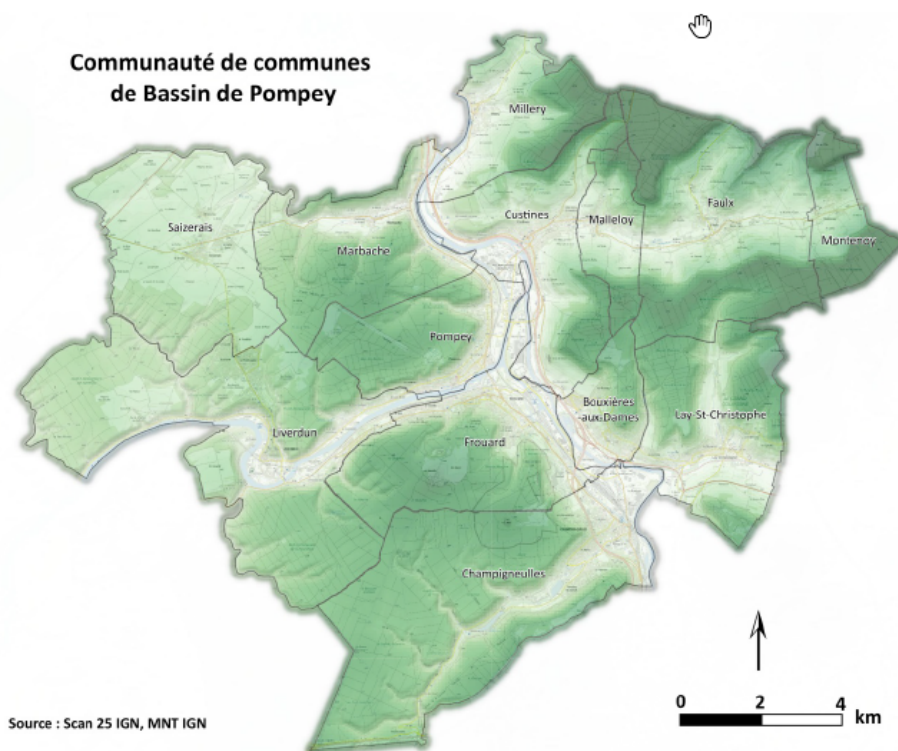 Communauté de communes
de Bassin de Pompey
Millery
Custines
Malleloy
Faulx
Saizerais
Marbache
Montenoy
Pompey
Bouxières
-aux-Dames
Lay-St-Christophe
Liverdun
Frouard
Champigneulles
0 2 4
km
Source : Scan 25 IGN, MNT IGN